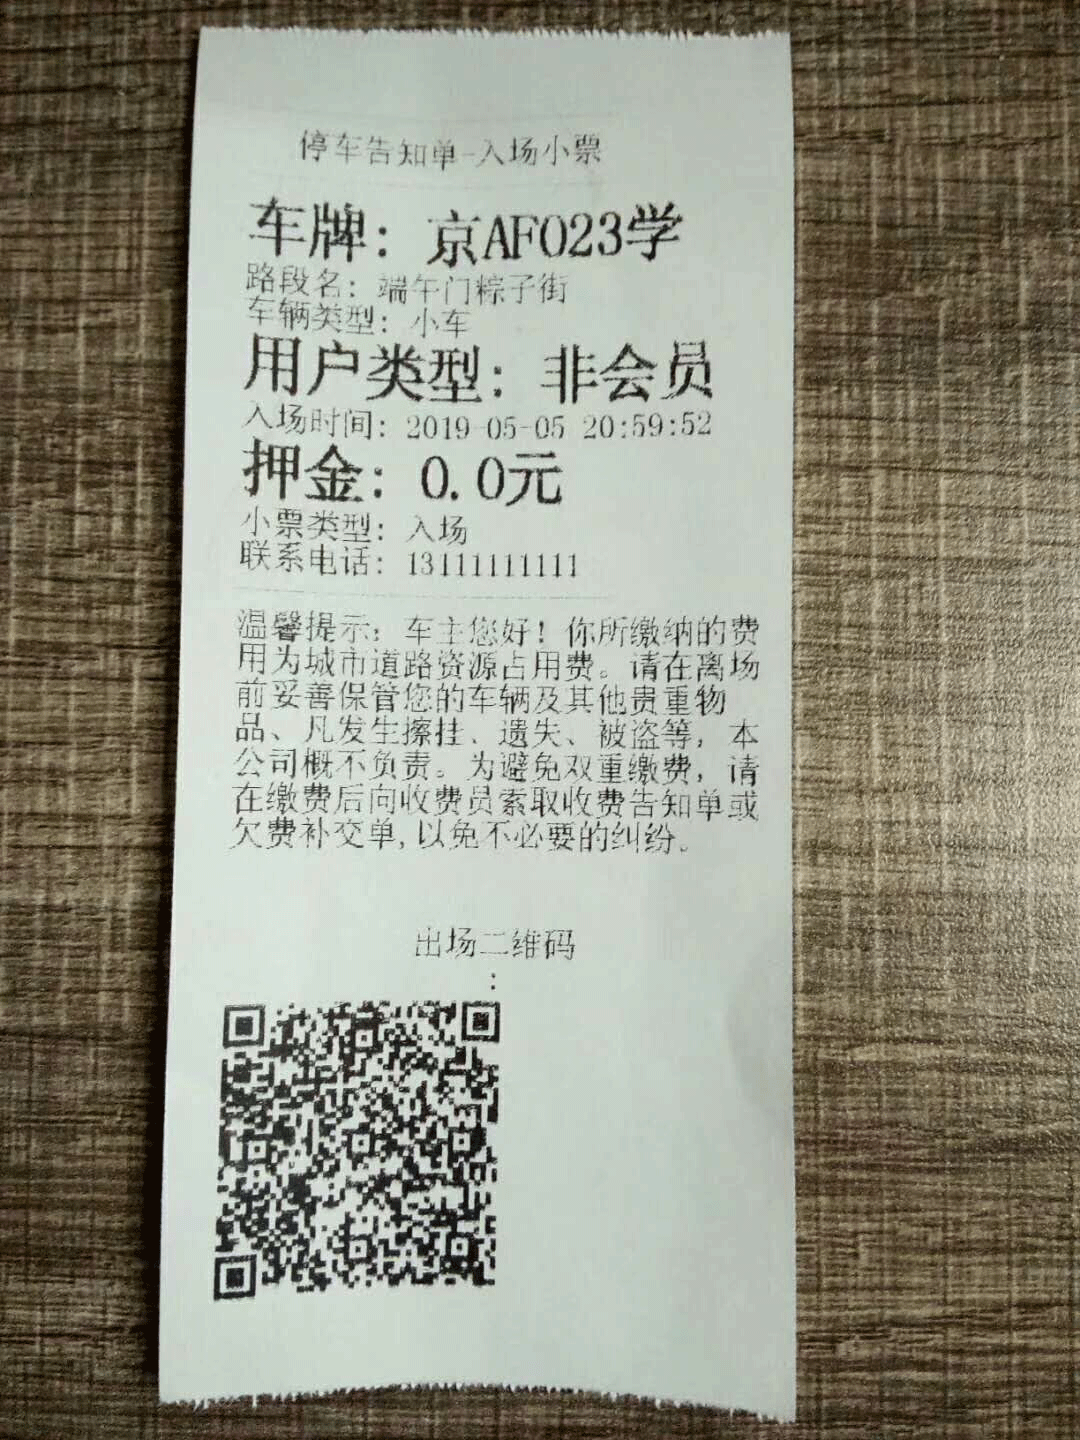 停车告知单-入场小票
车牌：京AF023学
路段名：端午门粽子街
车辆类型：小车
用户类型：非会员
入场时间：2019-05-05 20:59:52
押金：0.0元
小票类型：入场
联系电话：13111111111
温馨提示：车主您好！你所缴纳的费
用为城市道路资源占用费。请在离场
前妥善保管您的车辆及其他贵重物
品、凡发生擦挂、遗失、被盗等，本
公司概不负责。为避免双重缴费，请
在缴费后向收费员索取收费告知单或
欠费补交单,以免不必要的纠纷。
出场二维码
：